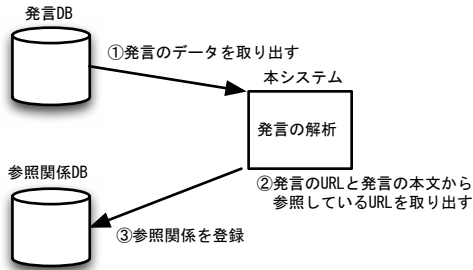 発言DB
①発言のデータを取り出す
本システム
発言の解析
②発言のURLと発言の本文から
参照しているURLを取り出す
参照関係DB
③参照関係を登録